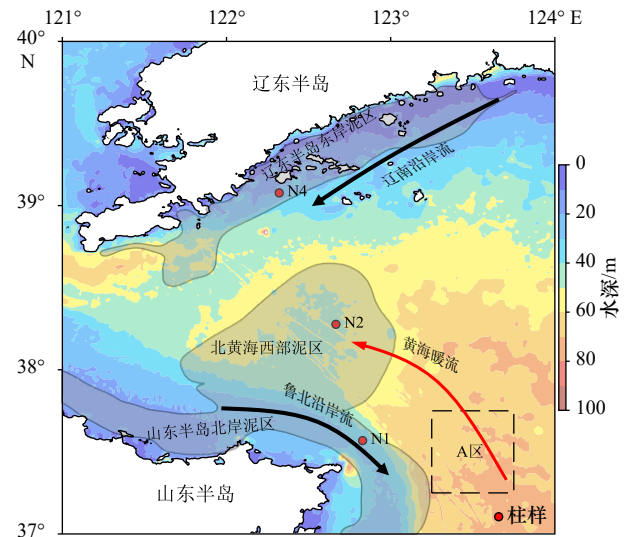 121°
122°
123°
124° E
40°
N
39°
38°
37°
辽东半岛
辽东半岛东岸泥区
辽南沿岸流
N4
N2
北黄海西部泥区
黄海暖流
鲁北沿岸流
山东半岛北岸泥区
N1
A区
山东半岛
柱样
0
20
40
60
80
100
水深/m